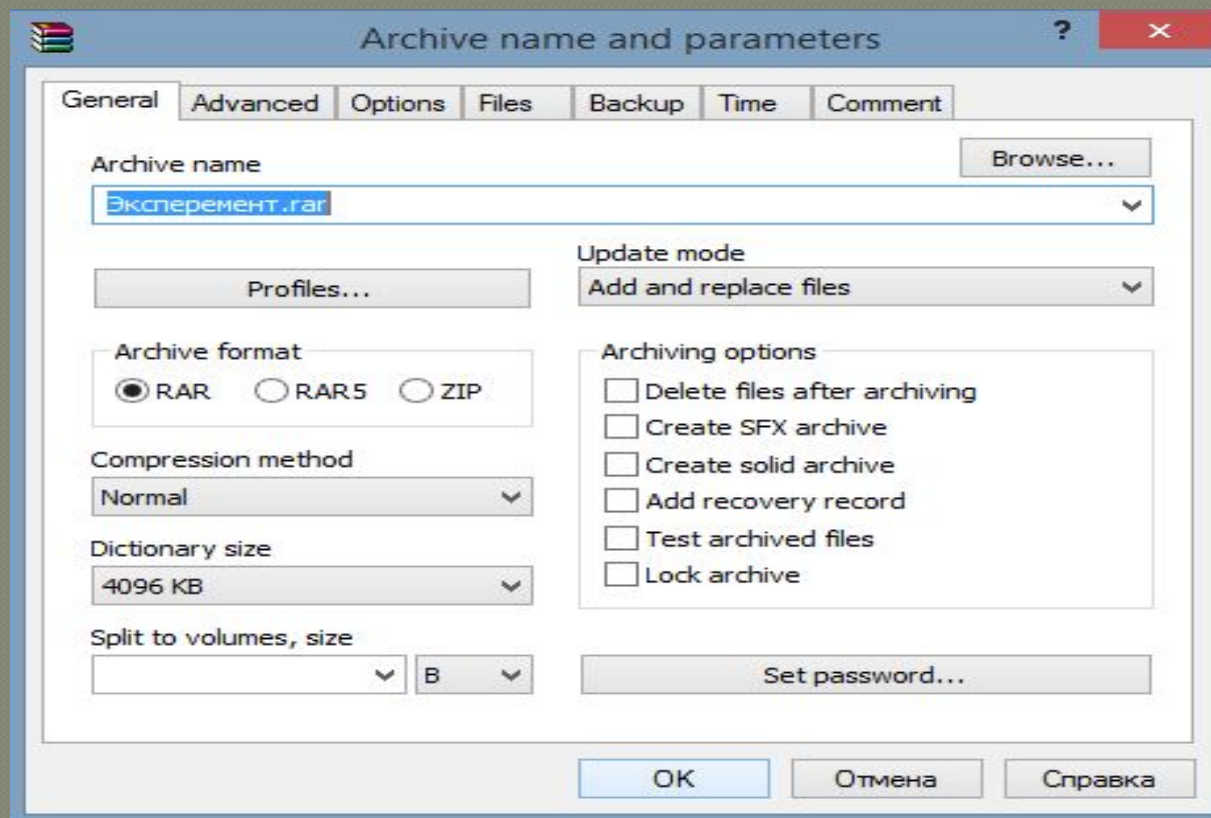 Archive name and parameters
?
General Advanced Options Files Backup Time Comment
Archive name
Browse...
Эксперемент.rar
Update mode
Profiles...
Add and replace files
Archive format
Archiving options
RAR RAR5 ZIP
Delete files after archiving
Create SFX archive
Compression method
Create solid archive
Normal
Add recovery record
Dictionary size
Test archived files
4096 KB
Lock archive
Split to volumes, size
B
Set password...
OK Отмена Справка